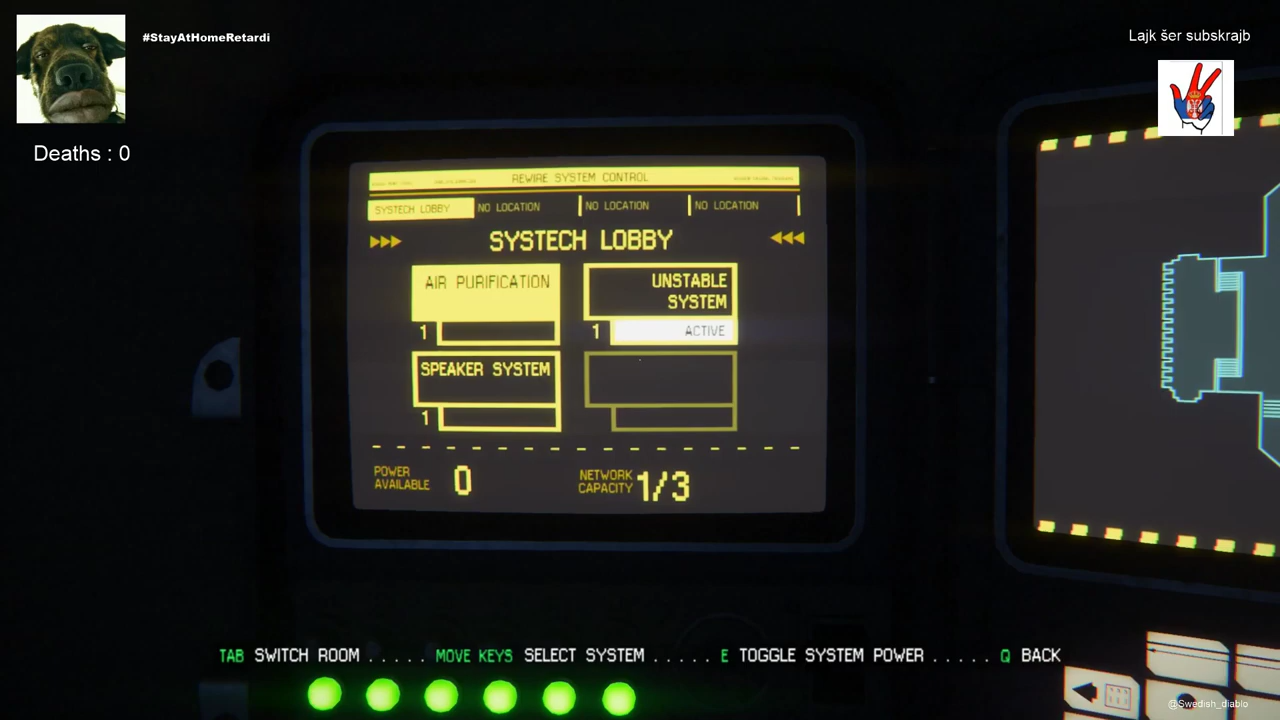 #StayAtHomeRetardi
Lajk šer subskrajb
Deaths : 0
REWIRE SYSTEM CONTROL
SYSTECH LOBBY NO LOCATION NO LOCATION NO LOCATION
SYSTECH LOBBY
AIR PURIFICATION
1
UNSTABLE
SYSTEM
1 ACTIVE
SPEAKER SYSTEM
1
POWER
AVAILABLE 0
NETWORK
CAPACITY 1/3
TAB SWITCH ROOM ..... MOVE KEYS SELECT SYSTEM ..... E TOGGLE SYSTEM POWER ..... Q BACK
@Swedish_diablo